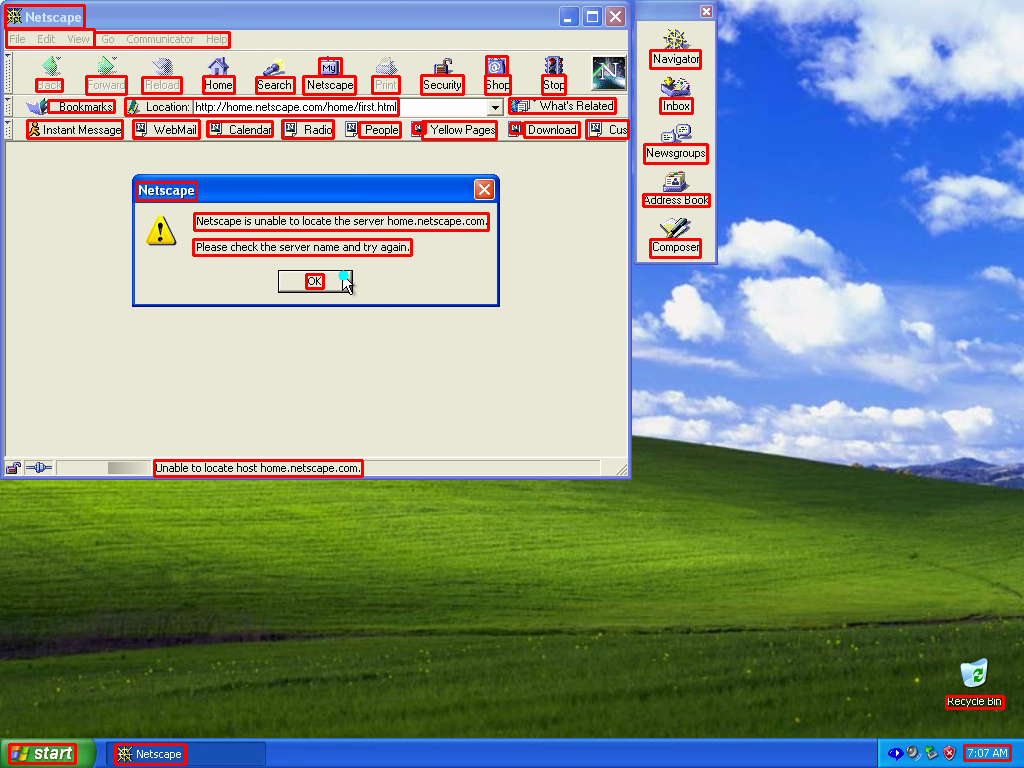 Netscape
File Edit View Go Communicator Help
Back Forward Reload Home Search My Netscape Print Security Shop Stop N
Bookmarks Location: http://home.netscape.com/home/first.html What's Related
Instant Message WebMail Calendar Radio People Yellow Pages Download Cus
Netscape
Netscape is unable to locate the server home.netscape.com.
Please check the server name and try again.
OK
Unable to locate host home.netscape.com.
Navigator
Inbox
Newsgroups
Address Book
Composer
Recycle Bin
start Netscape 7:07 AM